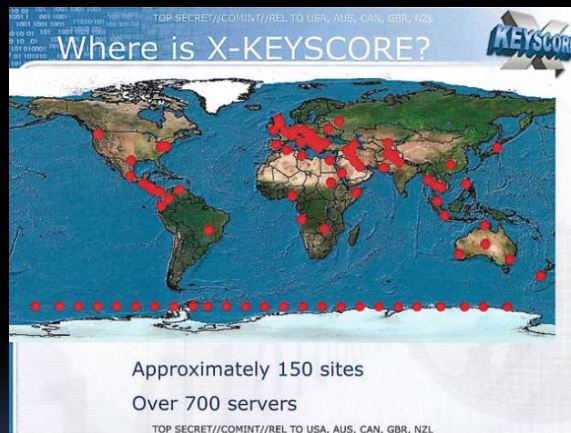 TOP SECRET//COMINT//REL TO USA, AUS, CAN, GBR, NZL
Where is X-KEYSCORE?
X
KEYSCORE
Approximately 150 sites
Over 700 servers
TOP SECRET//COMINT//REL TO USA, AUS, CAN, GBR, NZL